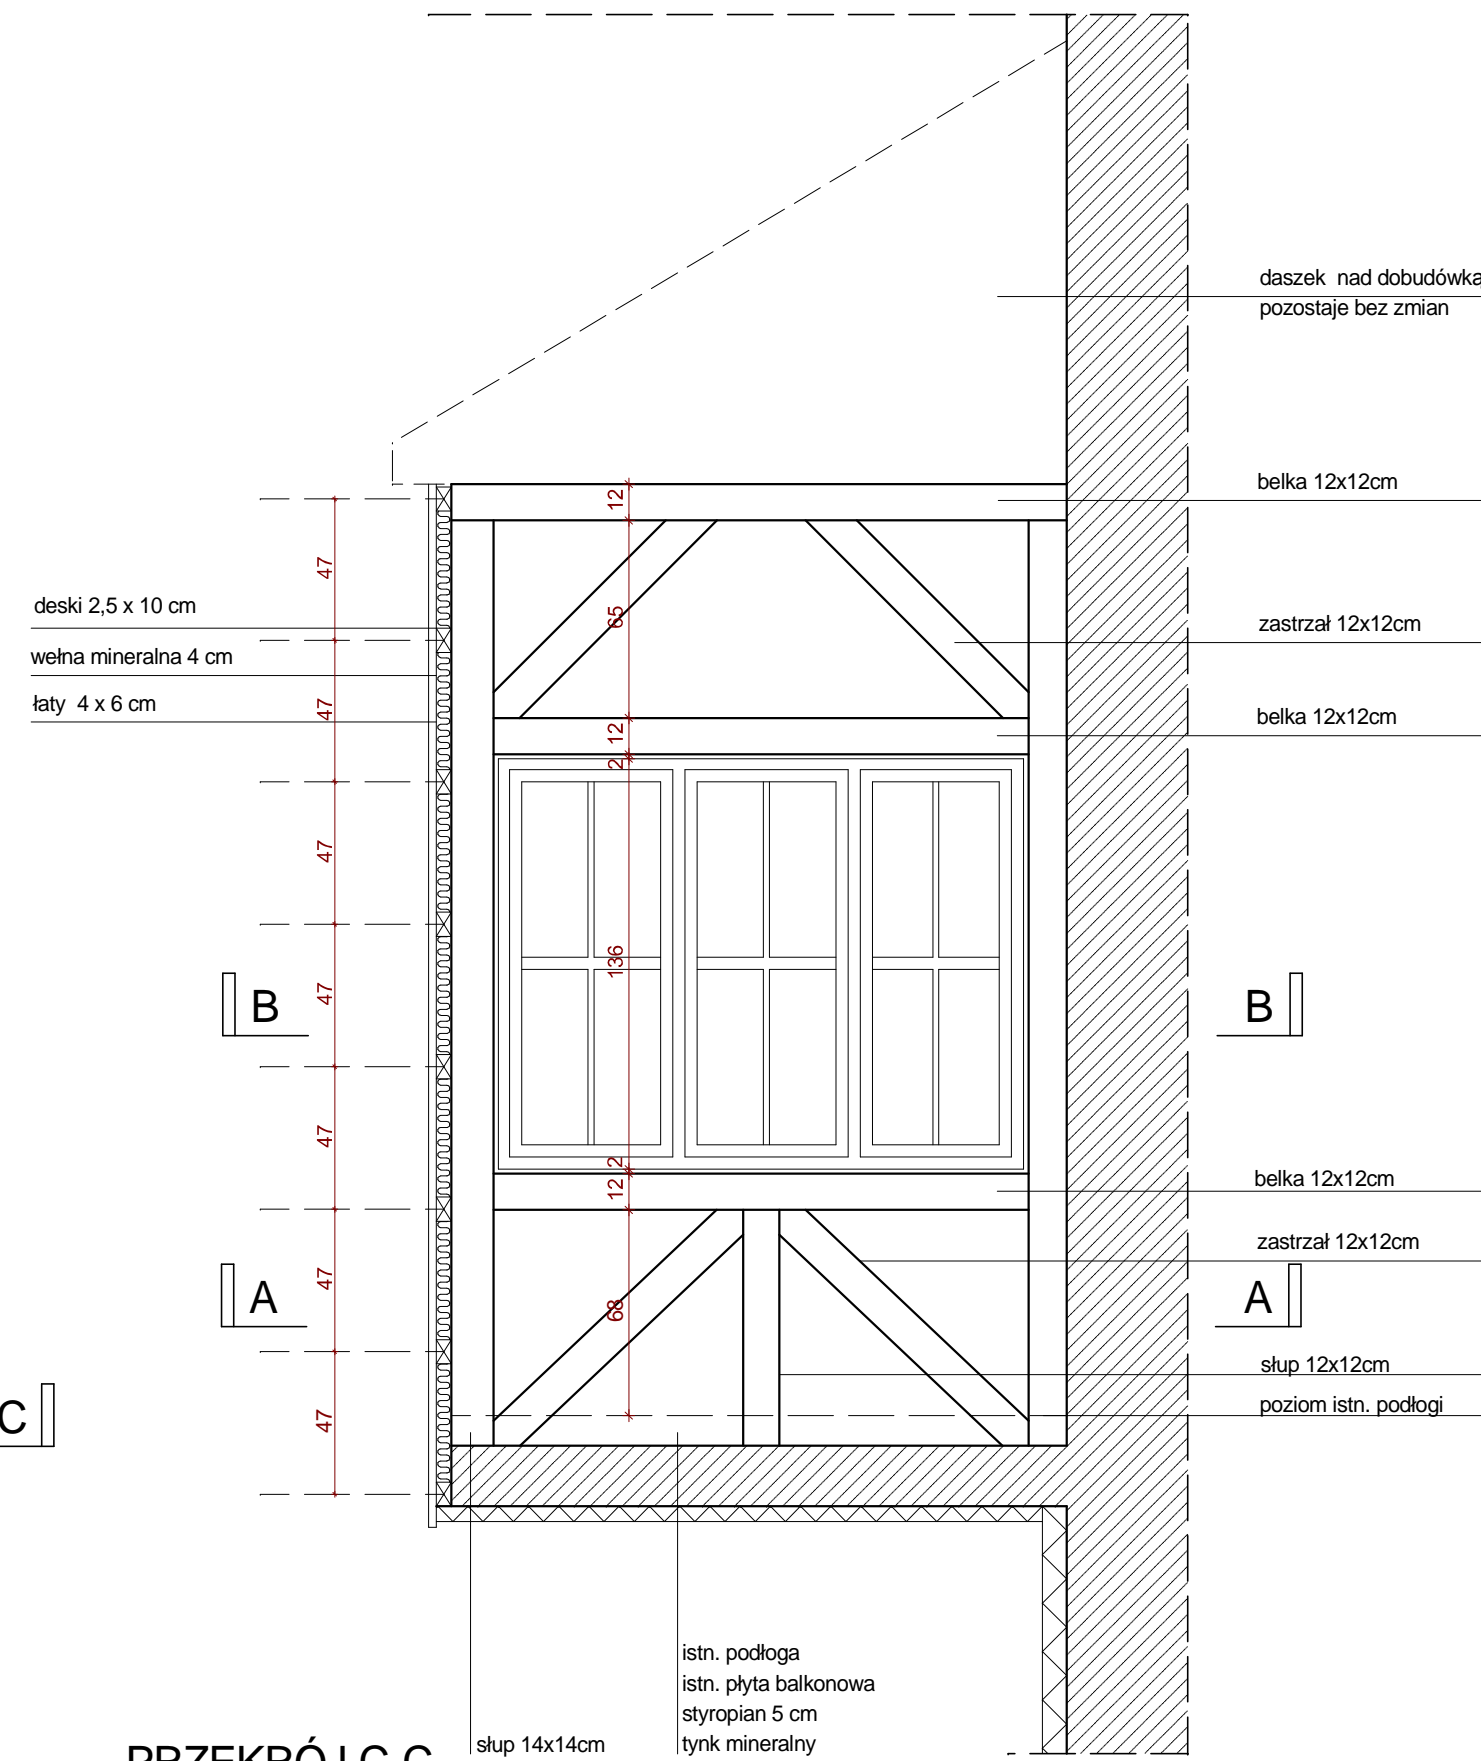 daszek nad dobudówką
pozostaje bez zmian
belka 12x12cm
12
47
deski 2,5 x 10 cm
65
zastrzał 12x12cm
wełna mineralna 4 cm
łaty 4 x 6 cm
47
12
belka 12x12cm
2
47
136
47
B
B
47
2
12
belka 12x12cm
zastrzał 12x12cm
47
A
68
A
słup 12x12cm
C
47
poziom istn. podłogi
istn. podłoga
istn. płyta balkonowa
styropian 5 cm
tynk mineralny
słup 14x14cm
PRZEKRÓJ C-C